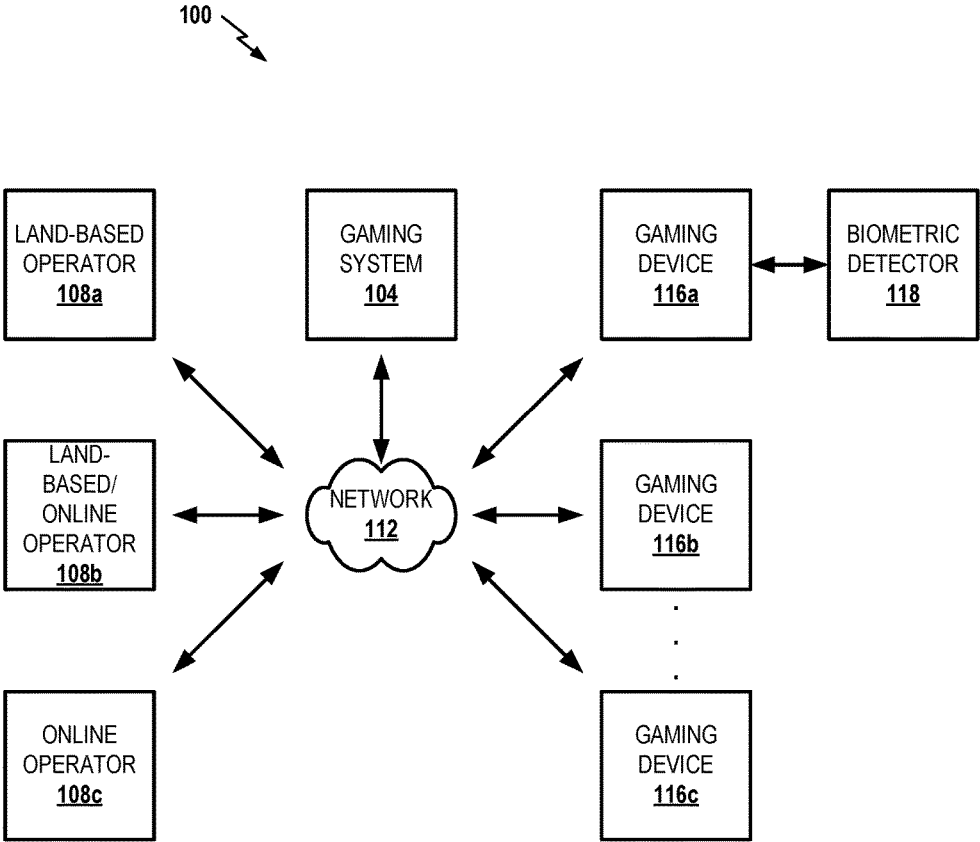 100
LAND-BASED
OPERATOR
108a
GAMING
SYSTEM
104
GAMING
DEVICE
116a
BIOMETRIC
DETECTOR
118
LAND-
BASED/
ONLINE
OPERATOR
108b
NETWORK
112
GAMING
DEVICE
116b
ONLINE
OPERATOR
108c
GAMING
DEVICE
116c